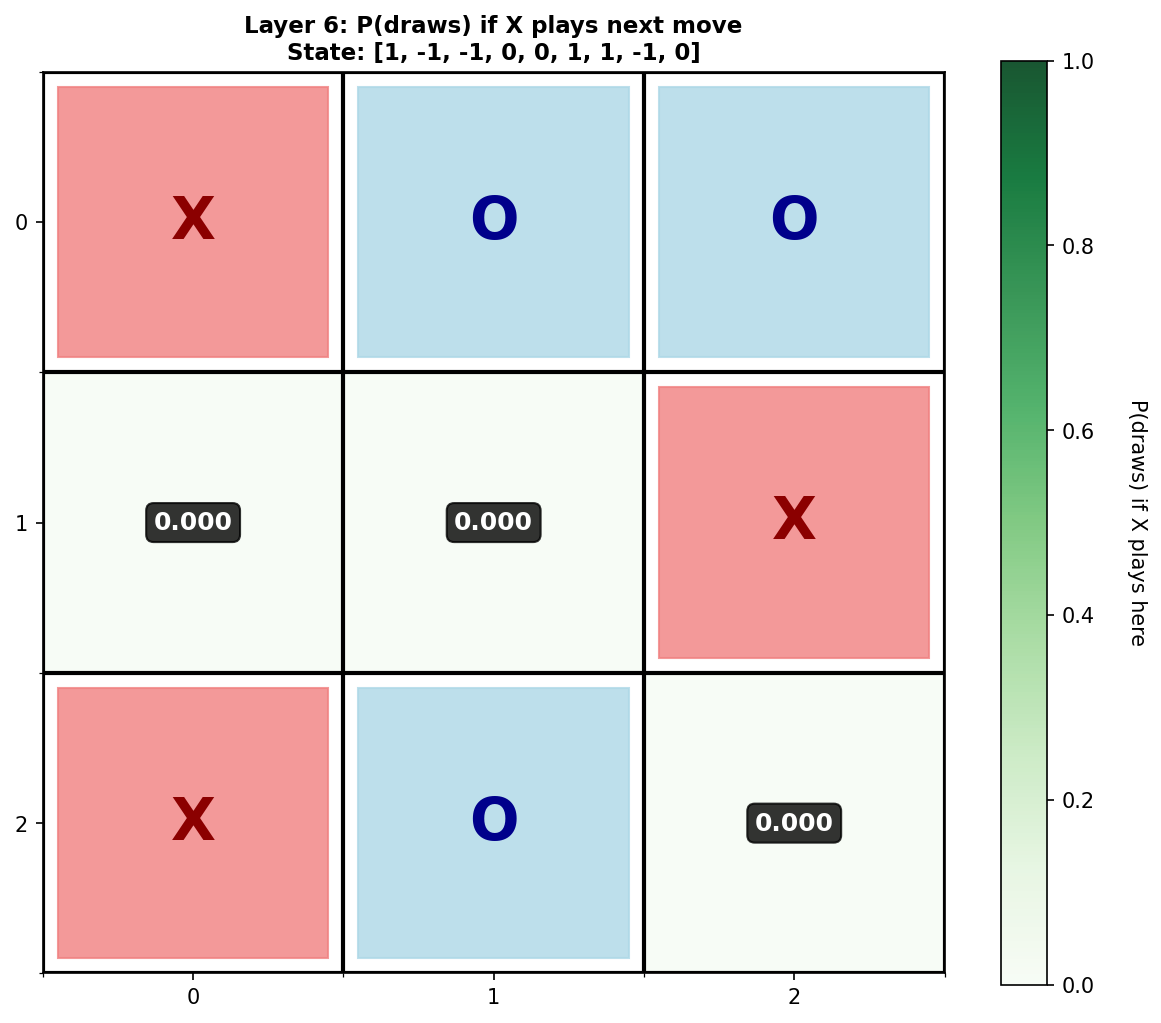 Layer 6: P(draws) if X plays next move
State: [1, -1, -1, 0, 0, 1, 1, -1, 0]
X O O
0
0.000 0.000 X
1
X O 0.000
2
0 1 2
1.0
0.8
0.6
0.4
0.2
0.0
P(draws) if X plays here